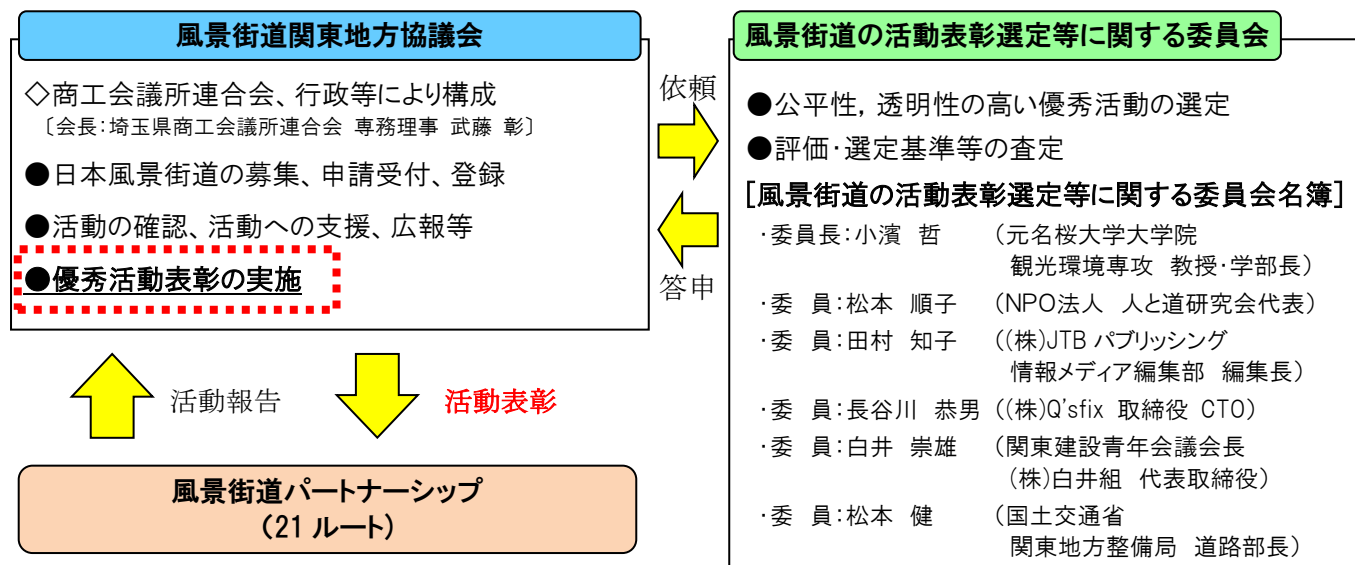 風景街道関東地方協議会
◇商工会議所連合会、行政等により構成
〔会長:埼玉県商工会議所連合会 専務理事 武藤 彰〕
●日本風景街道の募集、申請受付、登録
●活動の確認、活動への支援、広報等
●優秀活動表彰の実施
依頼
答申
活動報告
活動表彰
風景街道パートナーシップ
(21 ルート)
風景街道の活動表彰選定等に関する委員会
●公平性,透明性の高い優秀活動の選定
●評価・選定基準等の査定
[風景街道の活動表彰選定等に関する委員会名簿]
・委員長:小濱 哲 (元名桜大学大学院
観光環境専攻 教授・学部長)
・委 員:松本 順子 (NPO法人 人と道研究会代表)
・委 員:田村 知子 ((株)JTB パブリッシング
情報メディア編集部 編集長)
・委 員:長谷川 恭男 ((株)Q'sfix 取締役 CTO)
・委 員:白井 崇雄 (関東建設青年会議会長
(株)白井組 代表取締役)
・委 員:松本 健 (国土交通省
関東地方整備局 道路部長)